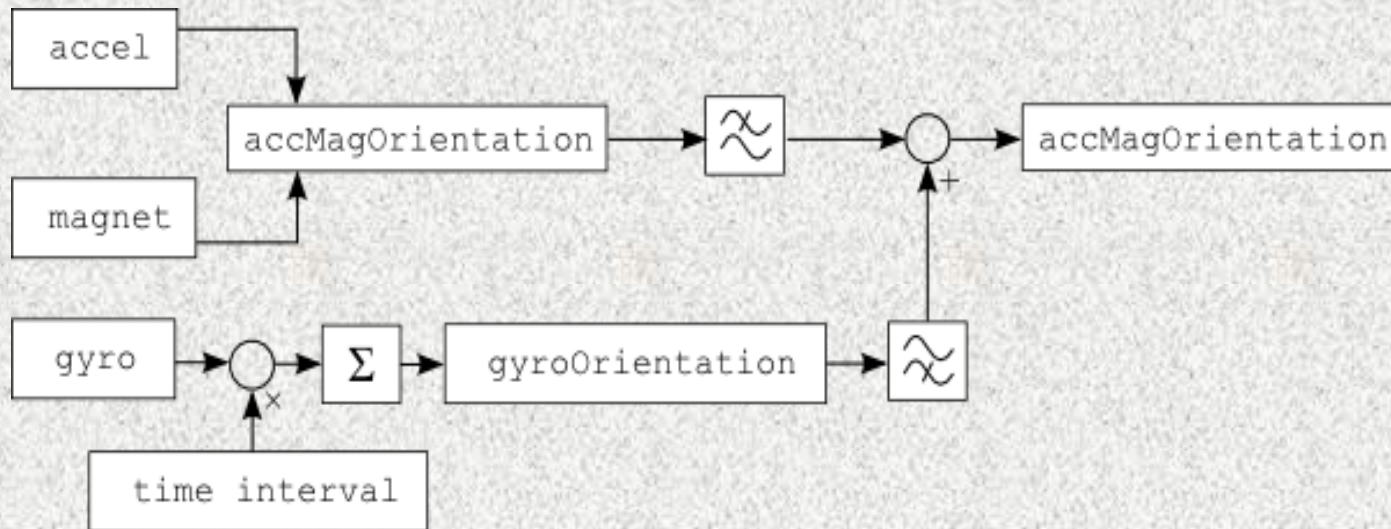 accel
accMagOrientation
accMagOrientation
magnet
+
gyro
×
Σ
gyroOrientation
time interval